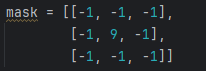 mask = [[-1, -1, -1],
[-1, 9, -1],
[-1, -1, -1]]